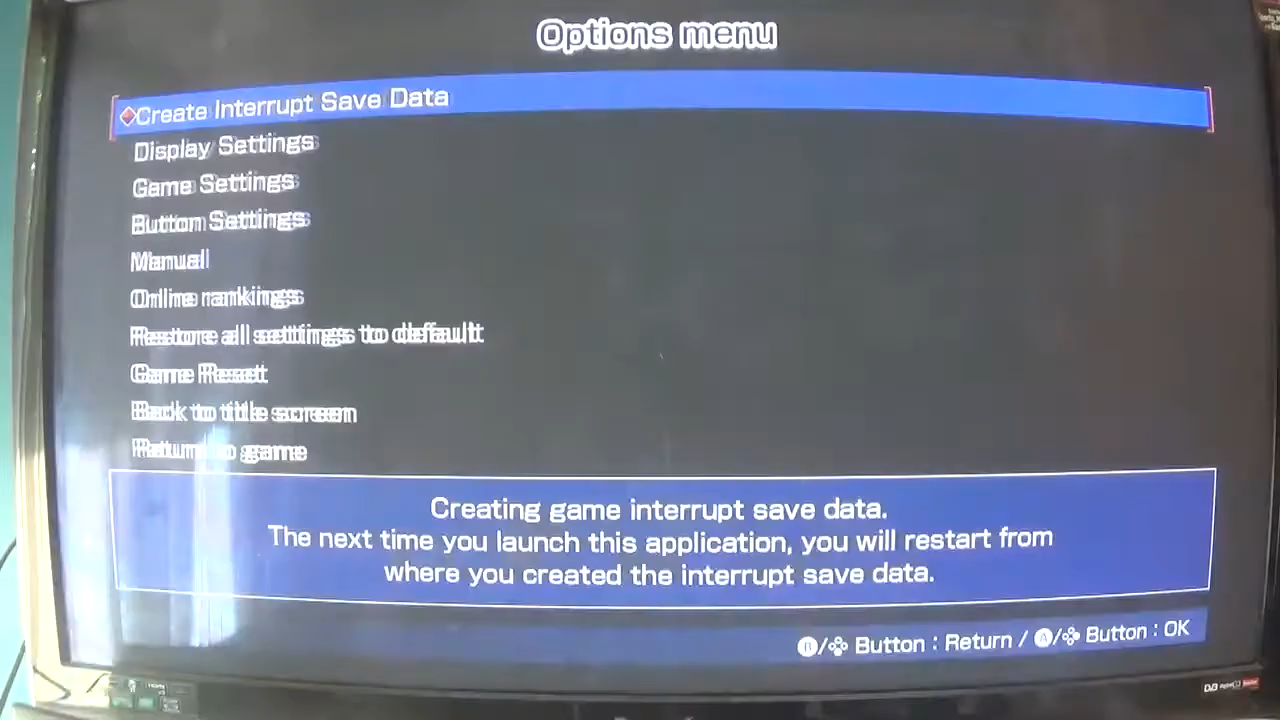 Options menu
Create Interrupt Save Data
Display Settings
Game Settings
Button Settings
Manual
Online rankings
Restore all settings to default
Game Reset
Back to title screen
Return to game
Creating game interrupt save data.
The next time you launch this application, you will restart from
where you created the interrupt save data.
B/ Button : Return / A/ Button : OK